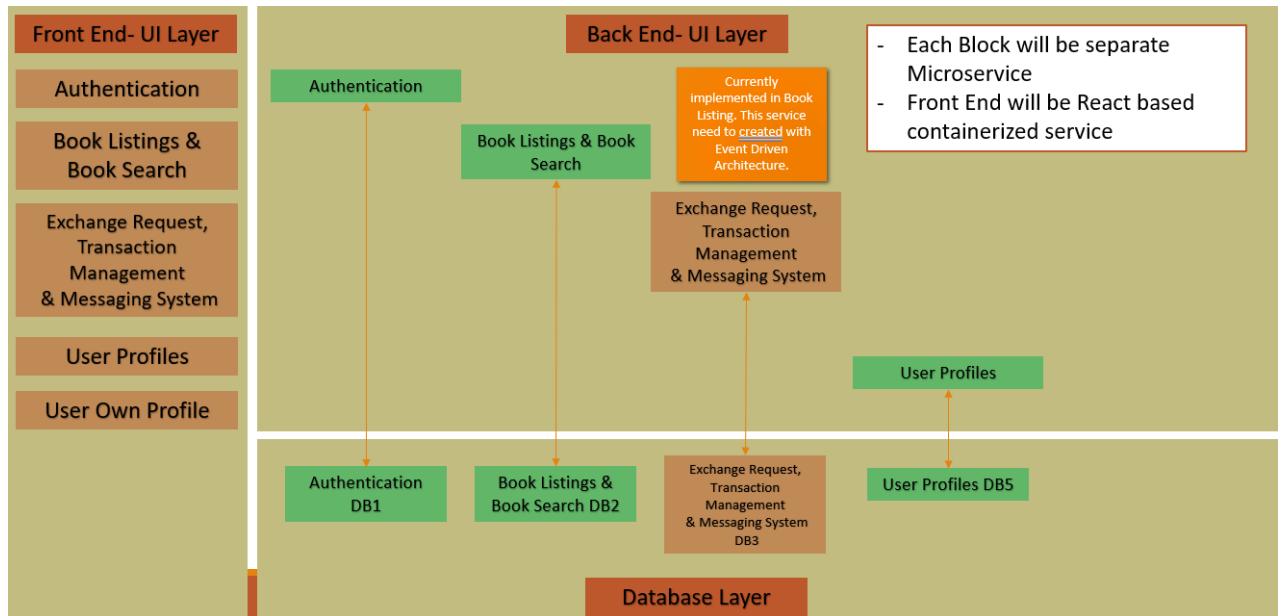 Front End- UI Layer
Authentication
Book Listings &
Book Search
Exchange Request,
Transaction
Management
& Messaging System
User Profiles
User Own Profile
Back End- UI Layer
Authentication
Book Listings & Book
Search
Currently
implemented in Book
Listing. This service
need to created with
Event Driven
Architecture.
Exchange Request,
Transaction
Management
& Messaging System
User Profiles
- Each Block will be separate
Microservice
- Front End will be React based
containerized service
Authentication
DB1
Book Listings &
Book Search DB2
Exchange Request,
Transaction
Management
& Messaging System
DB3
User Profiles DB5
Database Layer